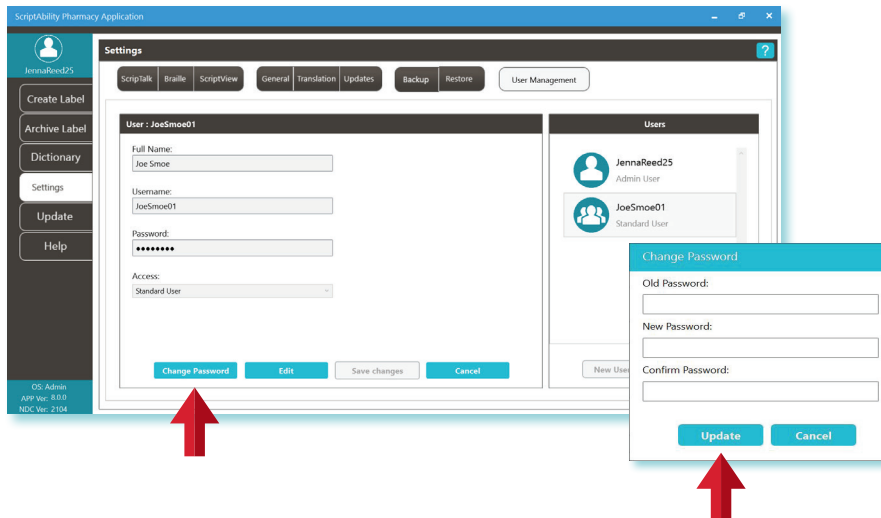 ScriptAbility Pharmacy Application
JennaReed25
Create Label
Archive Label
Dictionary
Settings
Update
Help
OS: Admin
APP Ver: 8.0.0
NDC Ver: 2104
Settings
?
ScripTalk Braille ScriptView General Translation Updates Backup Restore User Management
User : JoeSmoe01
Full Name:
Joe Smoe
Username:
JoeSmoe01
Password:
••••••••
Access:
Standard User
Change Password Edit Save changes Cancel
Users
JennaReed25
Admin User
JoeSmoe01
Standard User
New User
Change Password
Old Password:
New Password:
Confirm Password:
Update Cancel